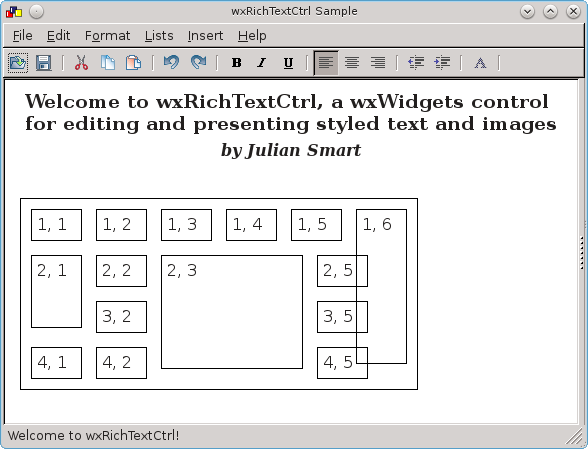 wxRichTextCtrl Sample
File Edit Format Lists Insert Help
B I U A
Welcome to wxRichTextCtrl, a wxWidgets control
for editing and presenting styled text and images
by Julian Smart
1, 1 1, 2 1, 3 1, 4 1, 5 1, 6
2, 1 2, 2 2, 3 2, 5
3, 2 3, 5
4, 1 4, 2 4, 5
Welcome to wxRichTextCtrl!